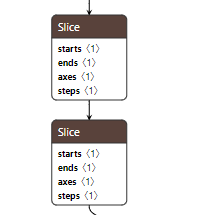 Slice
starts 〈1〉
ends 〈1〉
axes 〈1〉
steps 〈1〉
Slice
starts 〈1〉
ends 〈1〉
axes 〈1〉
steps 〈1〉